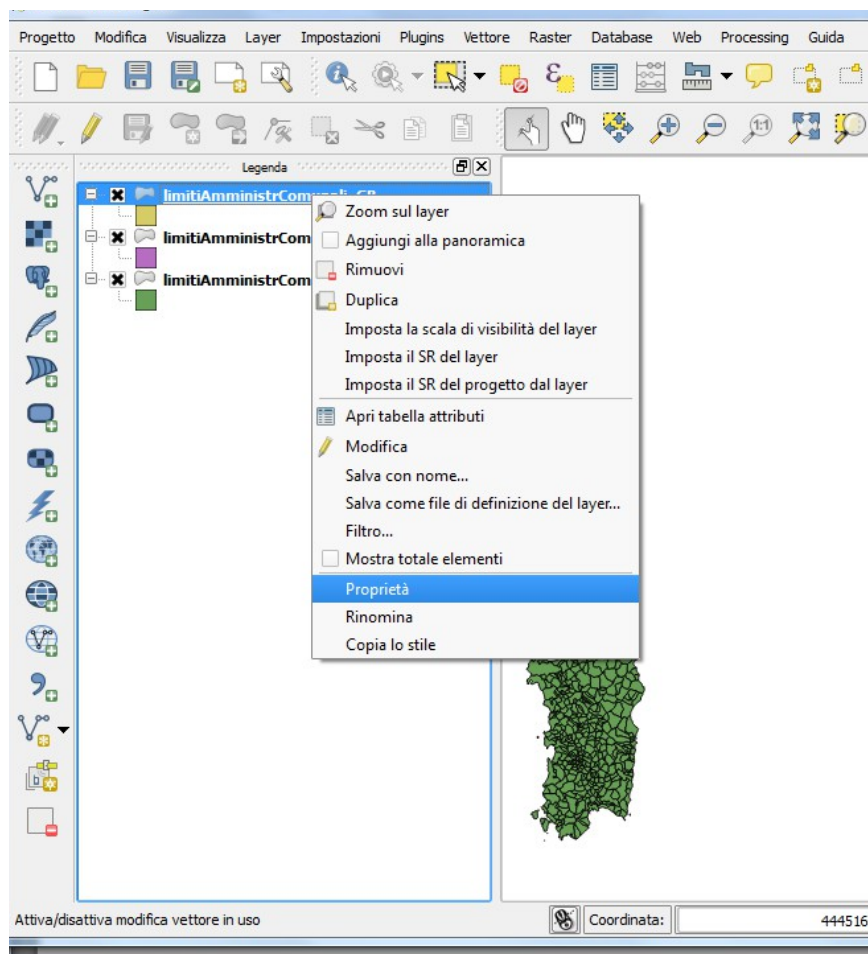 Progetto Modifica Visualizza Layer Impostazioni Plugins Vettore Raster Database Web Processing Guida
Legenda
limitiAmministrComunali_GB
limitiAmministrCom
limitiAmministrCom
Zoom sul layer
Aggiungi alla panoramica
Rimuovi
Duplica
Imposta la scala di visibilità del layer
Imposta il SR del layer
Imposta il SR del progetto dal layer
Apri tabella attributi
Modifica
Salva con nome...
Salva come file di definizione del layer...
Filtro...
Mostra totale elementi
Proprietà
Rinomina
Copia lo stile
Attiva/disattiva modifica vettore in uso
Coordinata:
444516